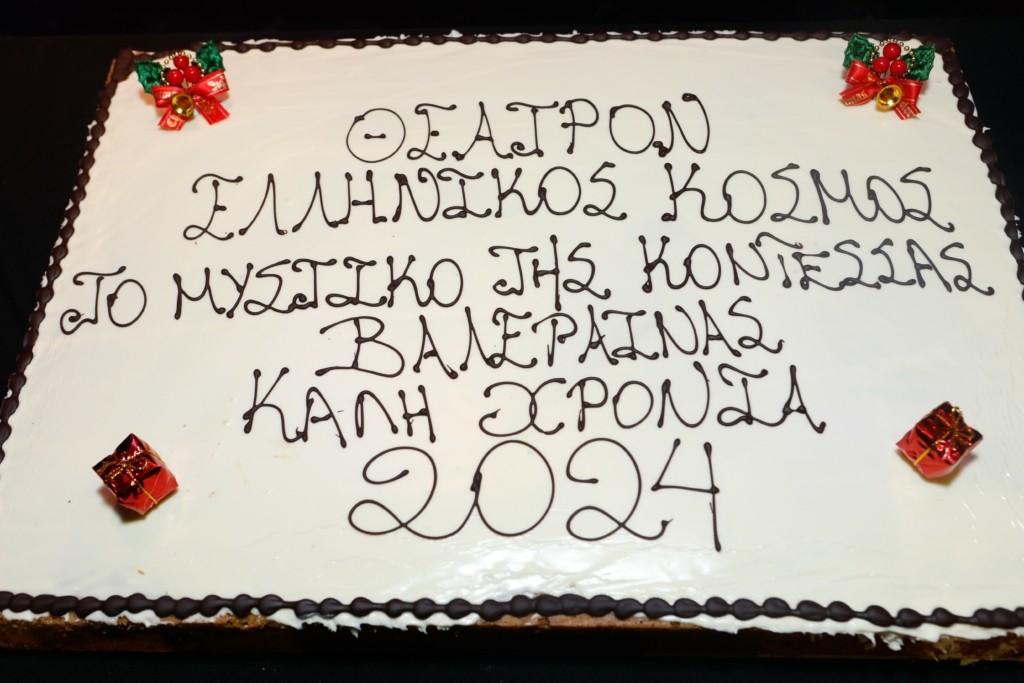 ΘΕΑΤΡΟΝ
ΕΛΛΗΝΙΚΟΣ ΚΟΣΜΟΣ
ΤΟ ΜΥΣΤΙΚΟ ΤΗΣ ΚΟΝΤΕΣΣΑΣ
ΒΑΛΕΡΑΙΝΑΣ
ΚΑΛΗ ΧΡΟΝΙΑ
2024